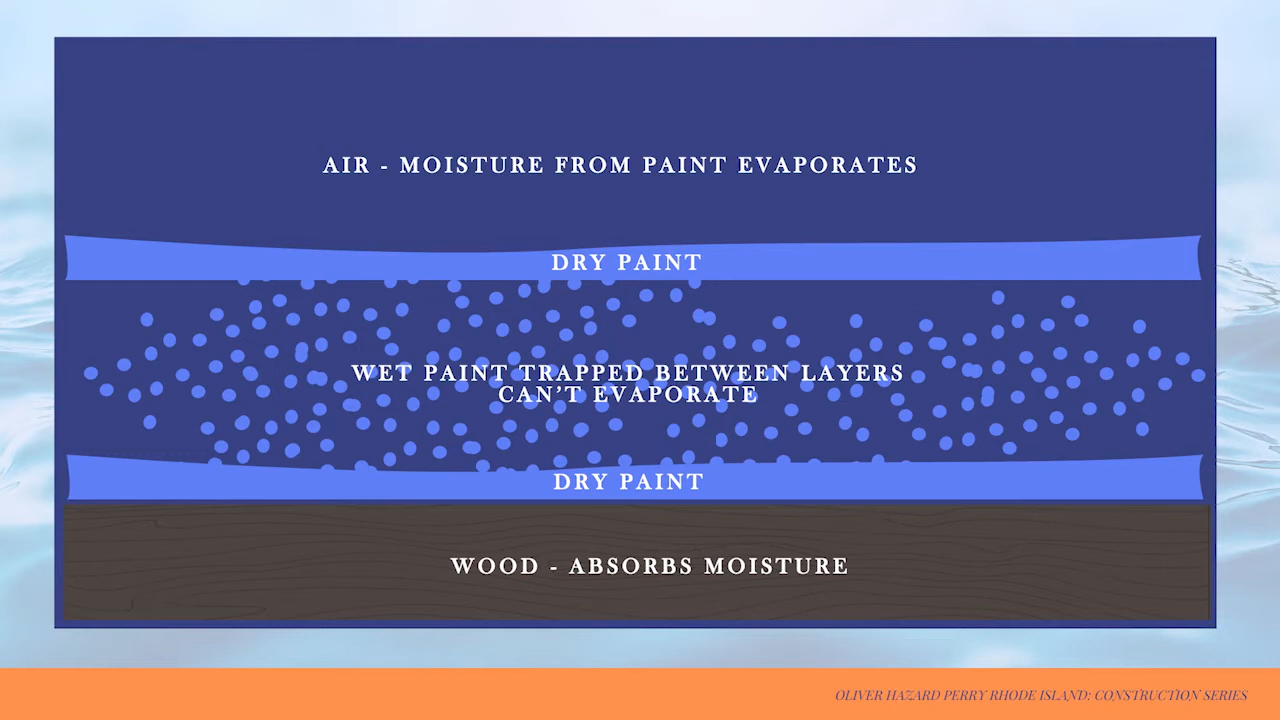 AIR - MOISTURE FROM PAINT EVAPORATES
DRY PAINT
WET PAINT TRAPPED BETWEEN LAYERS
CAN'T EVAPORATE
DRY PAINT
WOOD - ABSORBS MOISTURE
OLIVER HAZARD PERRY RHODE ISLAND: CONSTRUCTION SERIES